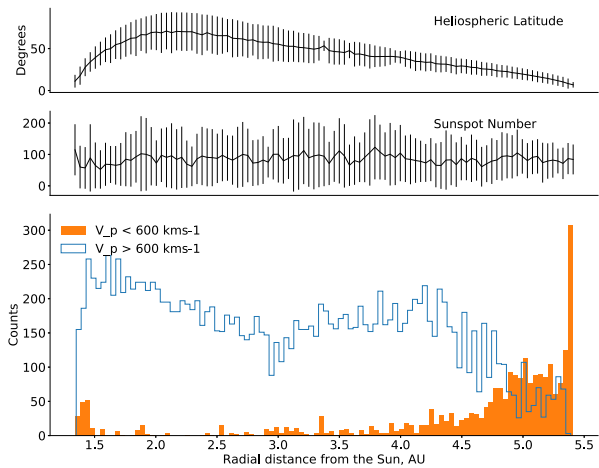 Heliospheric Latitude
Degrees
50
0
Sunspot Number
200
100
0
V_p < 600 kms-1
V_p > 600 kms-1
Counts
300
250
200
150
100
50
0
1.5 2.0 2.5 3.0 3.5 4.0 4.5 5.0 5.5
Radial distance from the Sun, AU